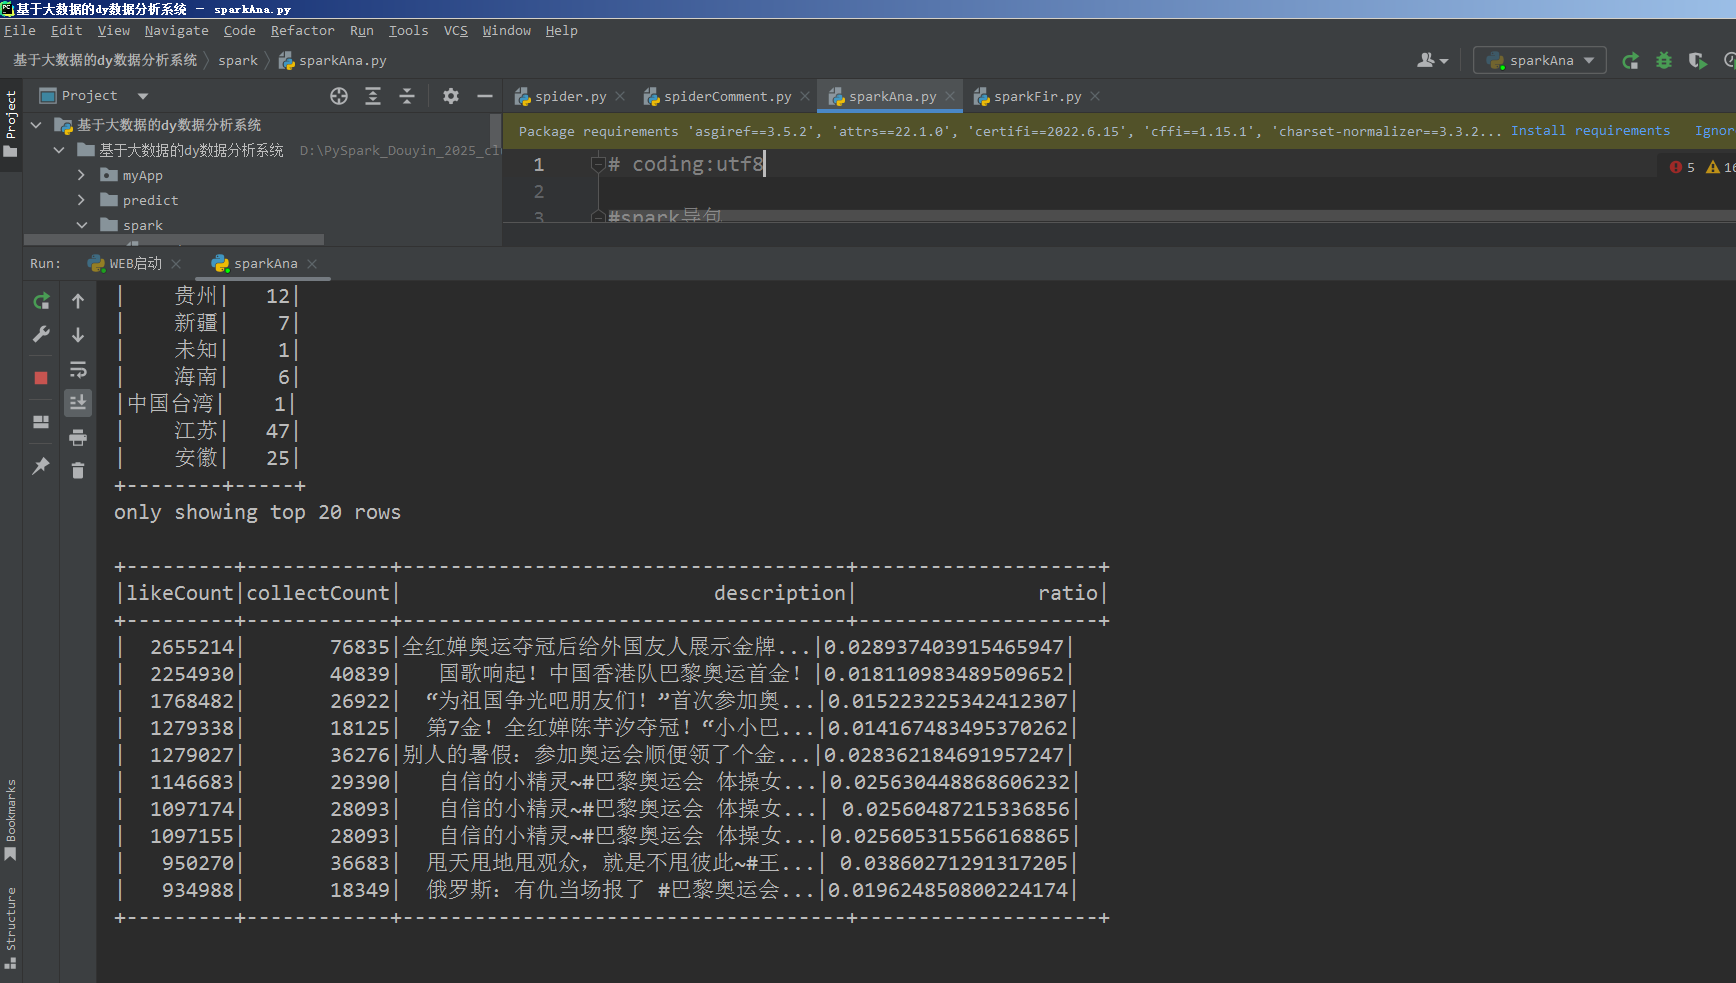 基于大数据的dy数据分析系统 – sparkAna.py
File Edit View Navigate Code Refactor Run Tools VCS Window Help
基于大数据的dy数据分析系统 spark sparkAna.py sparkAna
Project Project spider.py spiderComment.py sparkAna.py sparkFir.py
基于大数据的dy数据分析系统
Package requirements 'asgiref==3.5.2', 'attrs==22.1.0', 'certifi==2022.6.15', 'cffi==1.15.1', 'charset-normalizer==3.3.2... Install requirements Ignor
基于大数据的dy数据分析系统 D:\PySpark_Douyin_2025_cl
1 # coding:utf8 5 16
myApp
2
predict
3 #spark导包
spark
Run: WEB启动 sparkAna
| 贵州| 12|
| 新疆| 7|
| 未知| 1|
| 海南| 6|
|中国台湾| 1|
| 江苏| 47|
| 安徽| 25|
+--------+-----+
only showing top 20 rows
+---------+------------+-------------------------------------+--------------------+
|likeCount|collectCount| description| ratio|
+---------+------------+-------------------------------------+--------------------+
| 2655214| 76835|全红婵奥运夺冠后给外国友人展示金牌...|0.028937403915465947|
| 2254930| 40839| 国歌响起！中国香港队巴黎奥运首金！|0.018110983489509652|
| 1768482| 26922| “为祖国争光吧朋友们！”首次参加奥...|0.015223225342412307|
| 1279338| 18125| 第7金！全红婵陈芋汐夺冠！“小小巴...|0.014167483495370262|
| 1279027| 36276|别人的暑假：参加奥运会顺便领了个金...|0.028362184691957247|
| 1146683| 29390| 自信的小精灵~#巴黎奥运会 体操女...|0.025630448868606232|
| 1097174| 28093| 自信的小精灵~#巴黎奥运会 体操女...| 0.02560487215336856|
| 1097155| 28093| 自信的小精灵~#巴黎奥运会 体操女...|0.025605315566168865|
| 950270| 36683| 甩天甩地甩观众，就是不甩彼此~#王...| 0.03860271291317205|
| 934988| 18349| 俄罗斯：有仇当场报了 #巴黎奥运会...|0.019624850800224174|
+---------+------------+-------------------------------------+--------------------+
Bookmarks
Structure